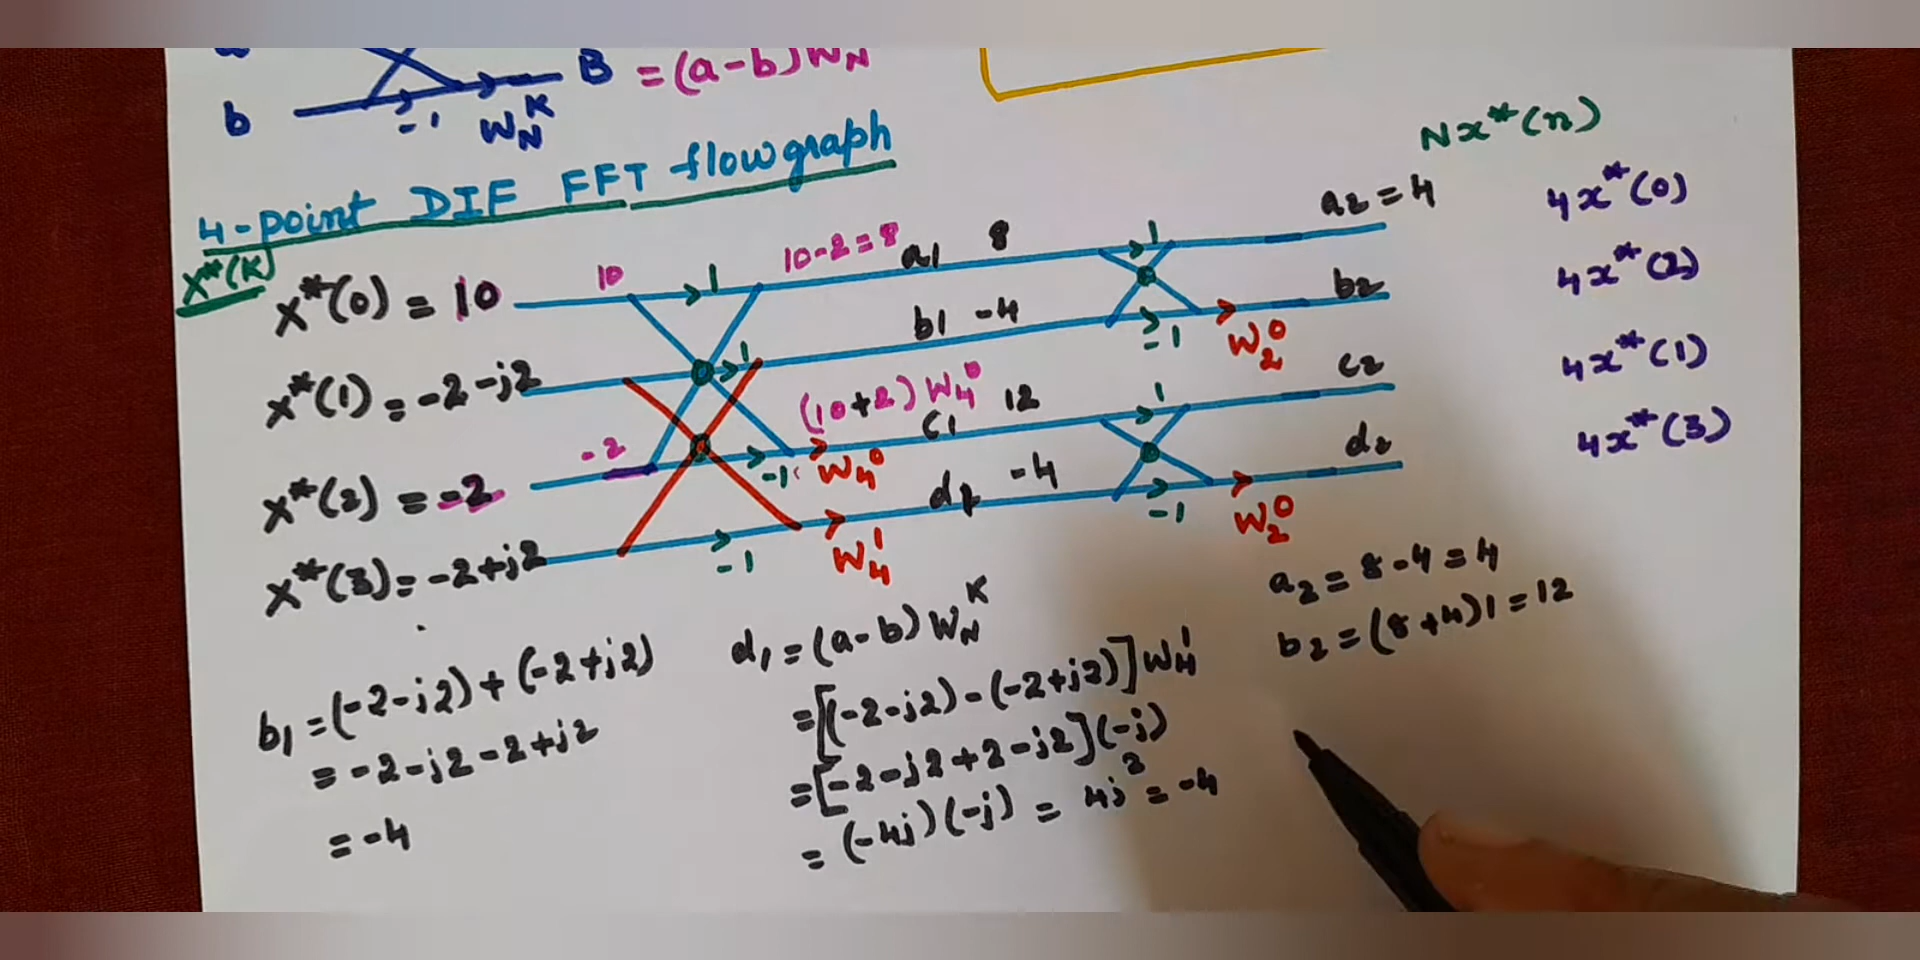 B = (a-b) W_N
b -1 W_N^K
4-point DIF FFT flowgraph
X*(K)
Nx*(n)
X*(0) = 10 10 1 10-2=8 a1 8 1 a2=4 4x*(0)
X*(1) = -2-j2 1 b1 -4 -1 W_2^0 b2 4x*(2)
X*(2) = -2 -2 -1 W_4^0 (10+2) W_4^0 c1 12 1 c2 4x*(1)
X*(3) = -2+j2 -1 W_4^1 d1 -4 -1 W_2^0 d2 4x*(3)
b1 = (-2-j2) + (-2+j2)
= -2-j2-2+j2
= -4
d1 = (a-b) W_N^K
= [(-2-j2) - (-2+j2)] W_4^1
= [-2-j2+2-j2] (-j)
= (-4j)(-j) = 4j^2 = -4
a2 = 8-4 = 4
b2 = (8+4)1 = 12